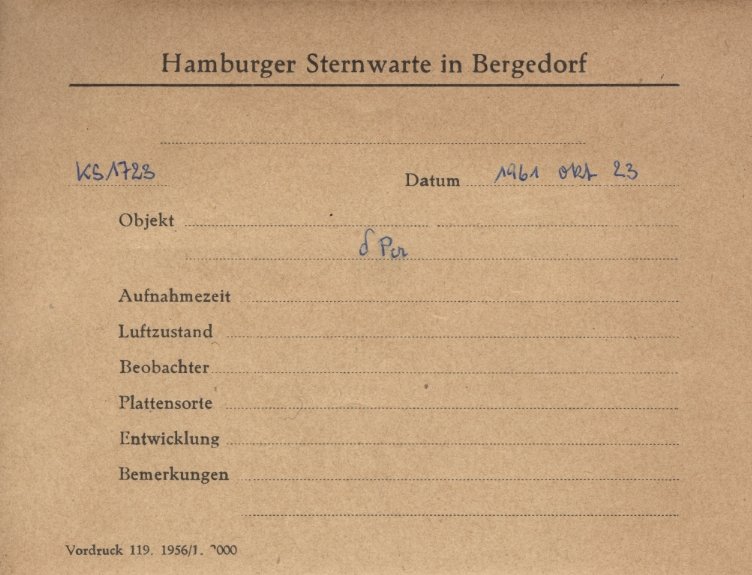 Hamburger Sternwarte in Bergedorf
KS1723 Datum 1961 Okt 23
Objekt
δ Per
Aufnahmezeit
Luftzustand
Beobachter
Plattensorte
Entwicklung
Bemerkungen
Vordruck 119. 1956/1.